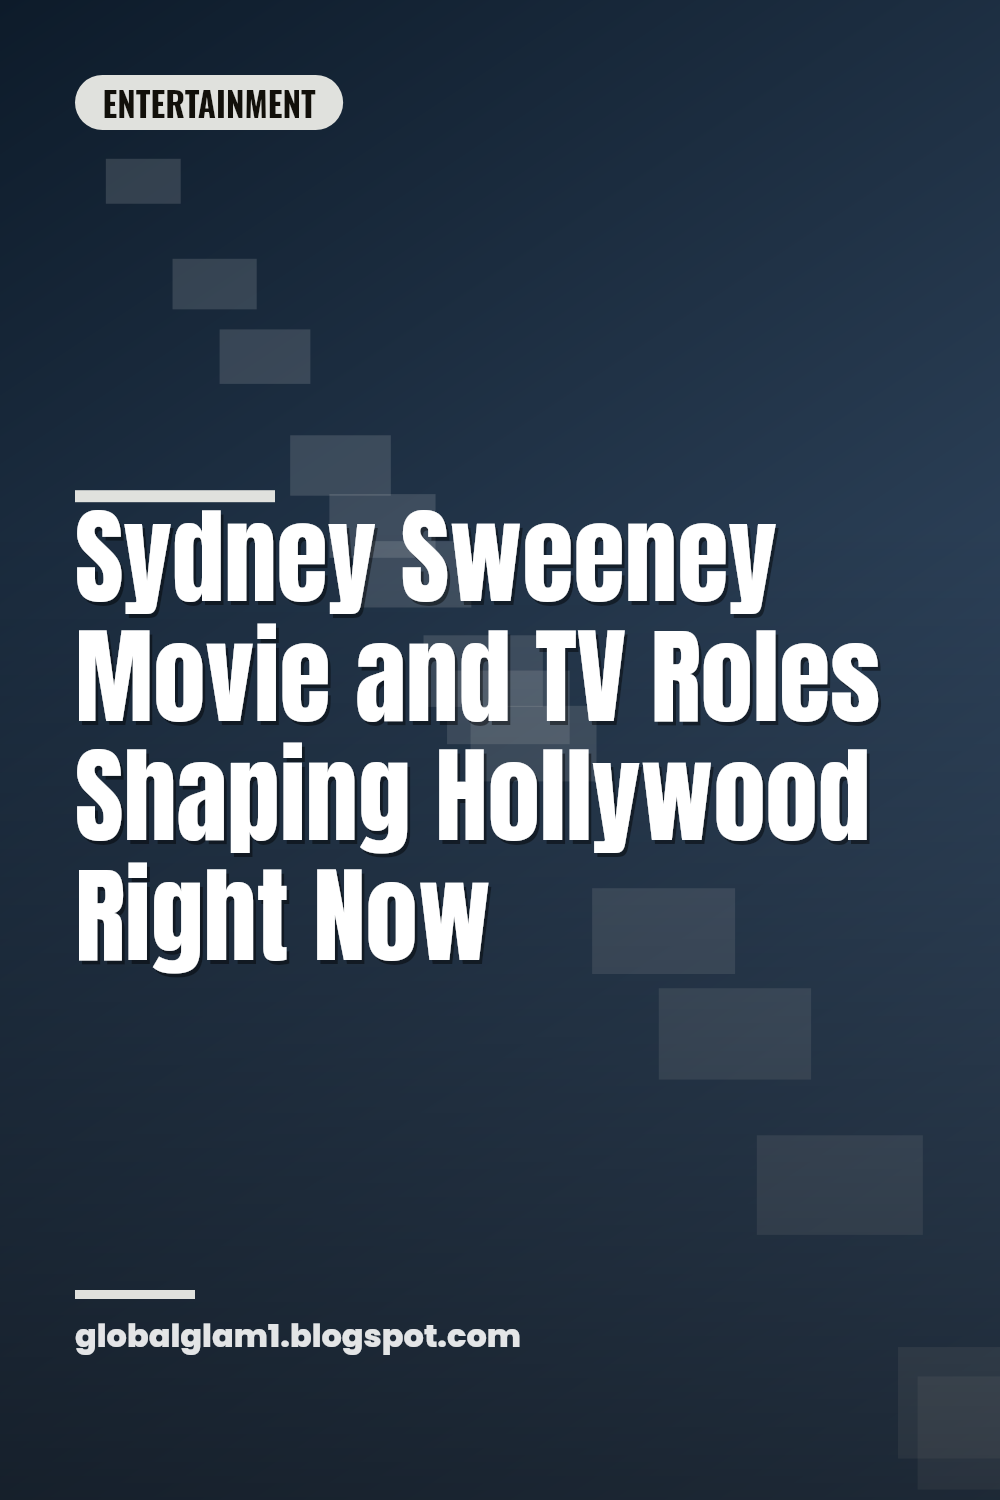 ENTERTAINMENT
Sydney Sweeney
Movie and TV Roles
Shaping Hollywood
Right Now
globalglam1.blogspot.com